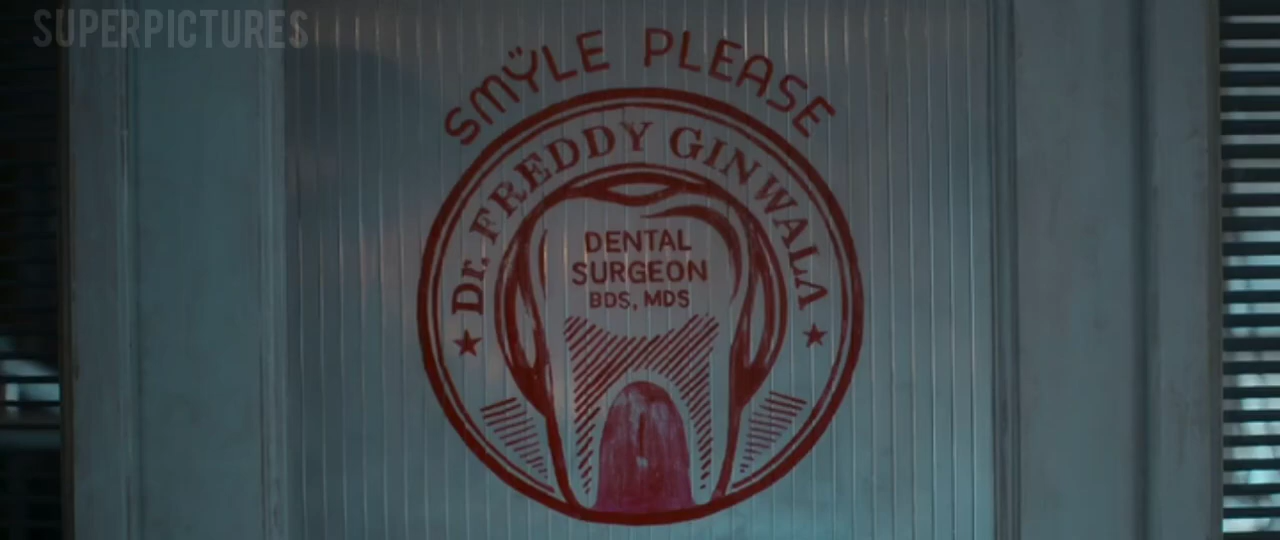 SUPERPICTURES
SMŸLE PLEASE
Dr. FREDDY GINWALA
DENTAL
SURGEON
BDS, MDS